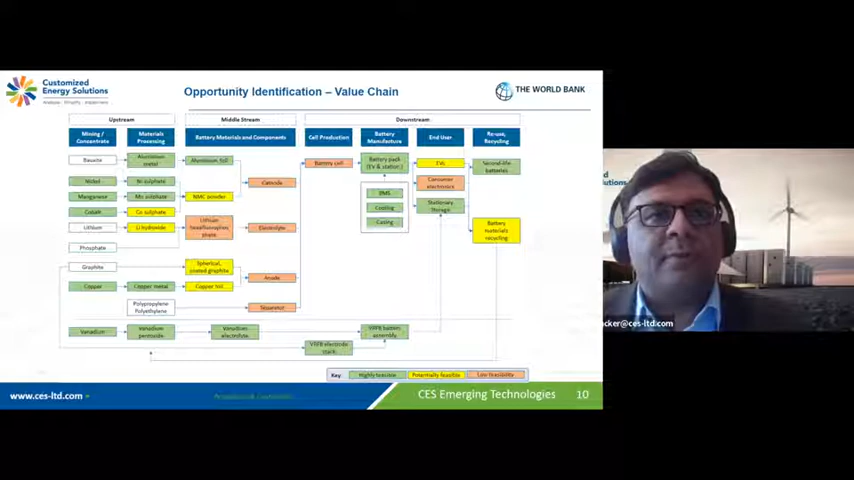 Customized
Energy Solutions
Opportunity Identification – Value Chain
THE WORLD BANK
Upstream
Middle Stream
Downstream
Mining /
Concentrate
Materials
Processing
Battery Materials and Components
Cell Production
Battery
Manufacture
End User
Re-use,
Recycling
Bauxite
Aluminium
metal
Aluminium foil
Battery cell
Battery pack
(EV & station.)
EVs
Second-life
batteries
Nickel
Ni sulphate
Cathode
Consumer
electronics
Manganese
Mn sulphate
NMC powder
BMS
Cobalt
Co sulphate
Cooling
Stationary
Storage
Lithium
Li hydroxide
Lithium
Electrolyte
Casing
Battery
materials
recycling
Phosphate
Graphite
Spherical,
coated graphite
Anode
Copper
Copper metal
Copper foil
Polypropylene
Polyethylene
Separator
Vanadium
Vanadium
pentoxide
Vanadium
electrolyte
VRFB battery
assembly
VRFB electrode
stack
Key
Highly feasible
Potentially feasible
Low feasibility
www.ces-ltd.com
CES Emerging Technologies
10
cker@ces-ltd.com